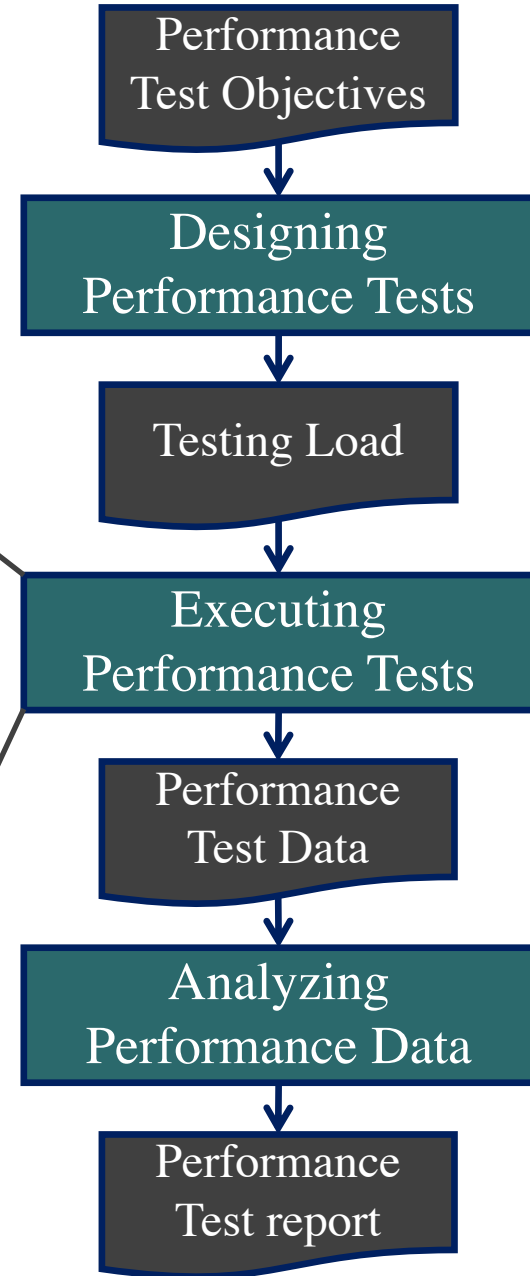 Performance
Test Objectives
Designing
Performance Tests
Testing Load
Executing
Performance Tests
Performance
Test Data
Analyzing
Performance Data
Performance
Test report